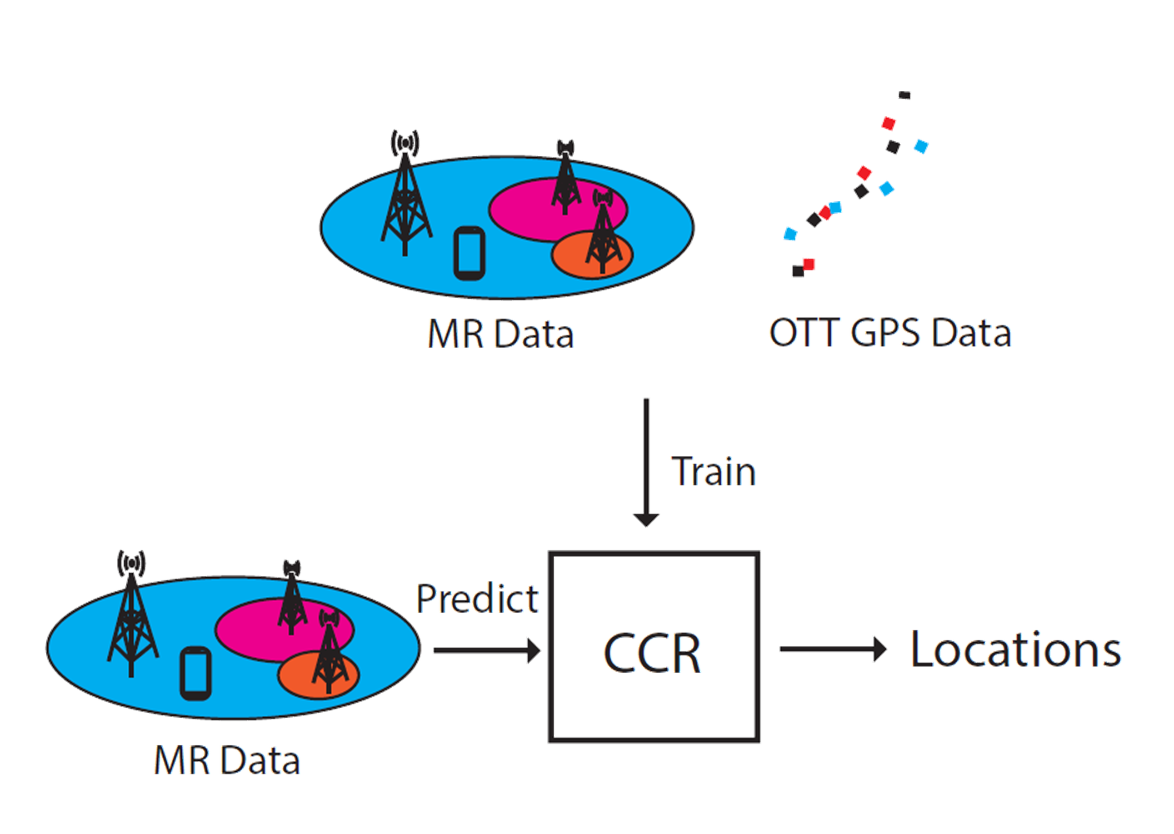 MR Data
OTT GPS Data
Train
Predict
CCR
Locations
MR Data